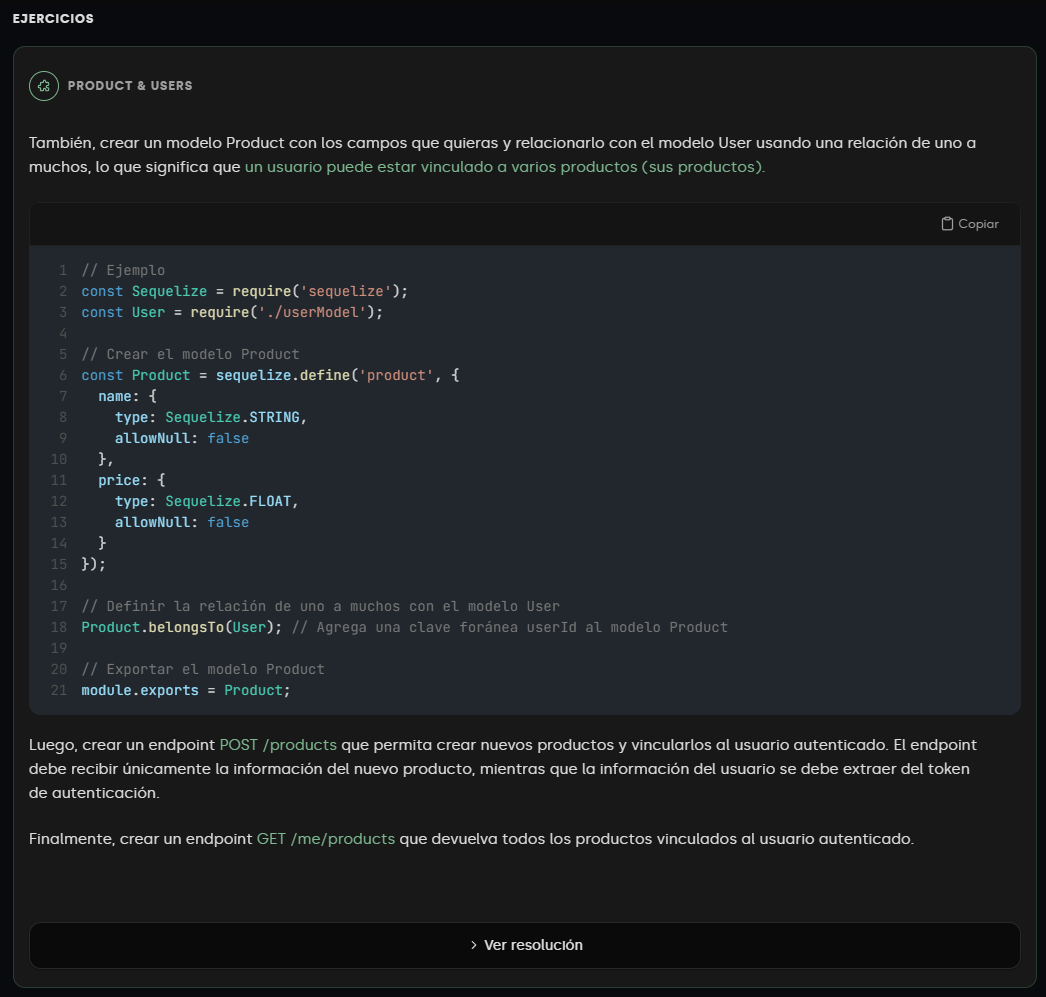 EJERCICIOS
PRODUCT & USERS
También, crear un modelo Product con los campos que quieras y relacionarlo con el modelo User usando una relación de uno a
muchos, lo que significa que un usuario puede estar vinculado a varios productos (sus productos).
Copiar
1 // Ejemplo
2 const Sequelize = require('sequelize');
3 const User = require('./userModel');
4
5 // Crear el modelo Product
6 const Product = sequelize.define('product', {
7   name: {
8     type: Sequelize.STRING,
9     allowNull: false
10   },
11   price: {
12     type: Sequelize.FLOAT,
13     allowNull: false
14   }
15 });
16
17 // Definir la relación de uno a muchos con el modelo User
18 Product.belongsTo(User); // Agrega una clave foránea userId al modelo Product
19
20 // Exportar el modelo Product
21 module.exports = Product;
Luego, crear un endpoint POST /products que permita crear nuevos productos y vincularlos al usuario autenticado. El endpoint
debe recibir únicamente la información del nuevo producto, mientras que la información del usuario se debe extraer del token
de autenticación.
Finalmente, crear un endpoint GET /me/products que devuelva todos los productos vinculados al usuario autenticado.
> Ver resolución